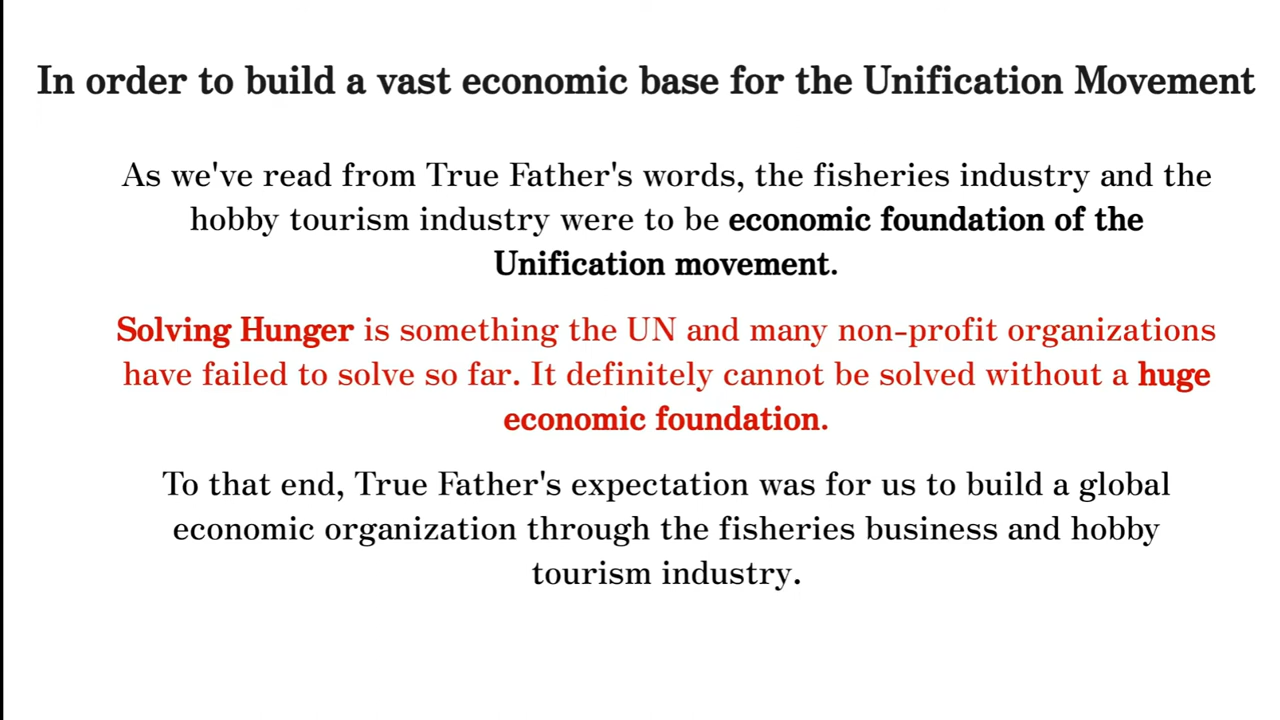 In order to build a vast economic base for the Unification Movement
As we've read from True Father's words, the fisheries industry and the
hobby tourism industry were to be economic foundation of the
Unification movement.
Solving Hunger is something the UN and many non-profit organizations
have failed to solve so far. It definitely cannot be solved without a huge
economic foundation.
To that end, True Father's expectation was for us to build a global
economic organization through the fisheries business and hobby
tourism industry.